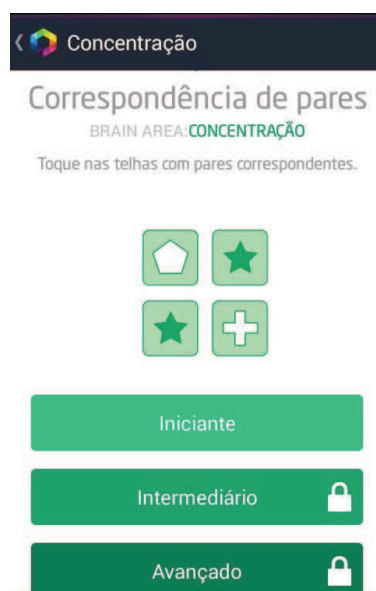 Concentração
Correspondência de pares
BRAIN AREA:CONCENTRAÇÃO
Toque nas telhas com pares correspondentes.
Iniciante
Intermediário
Avançado